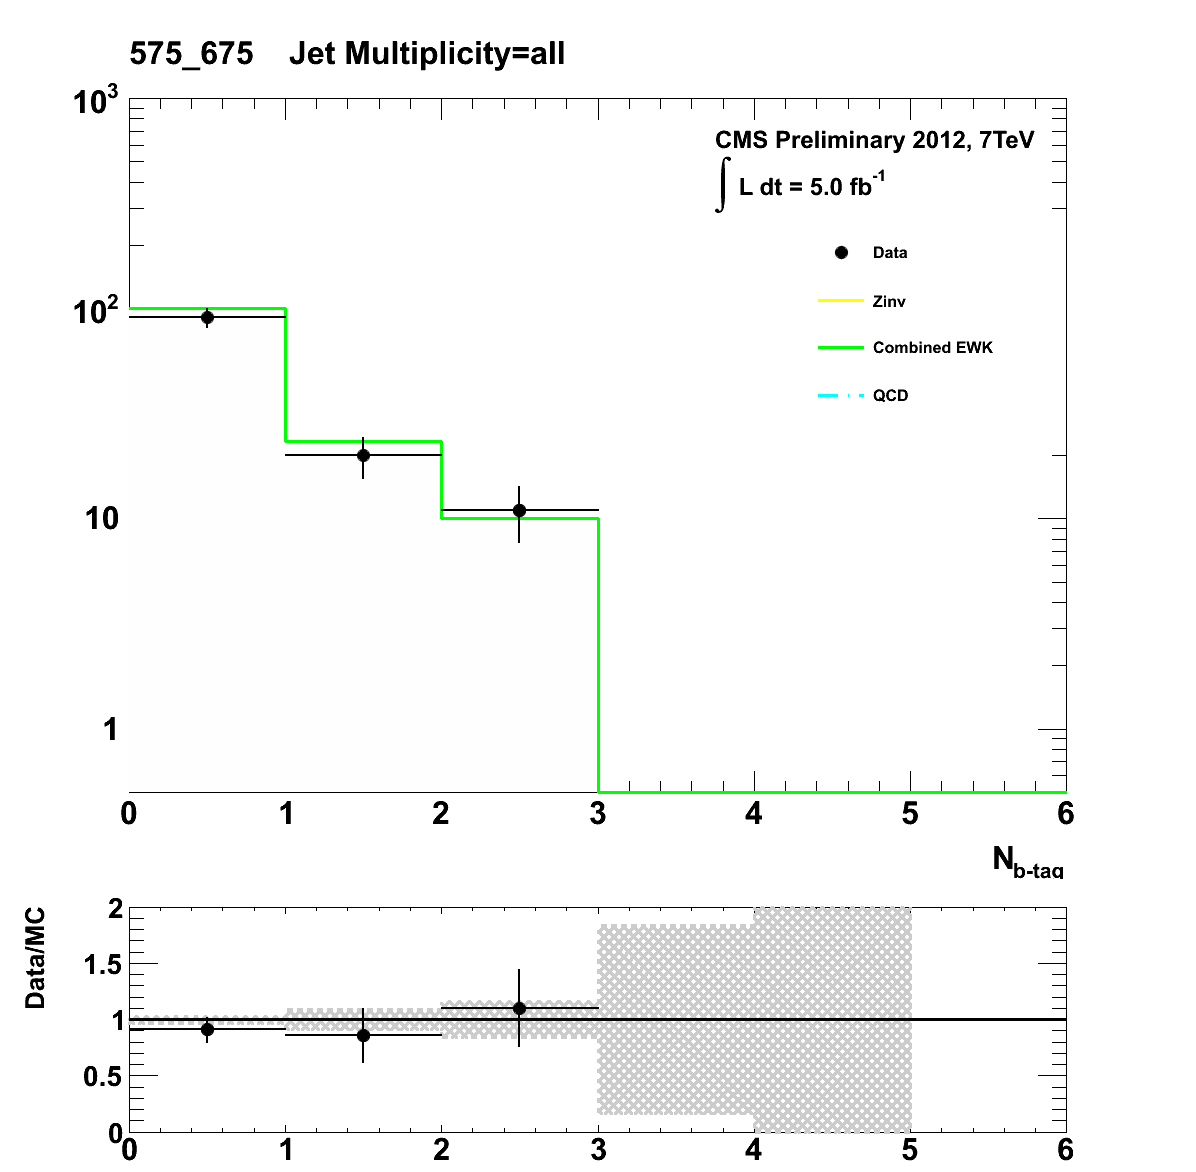 575_675 Jet Multiplicity=all
10³
CMS Preliminary 2012, 7TeV
∫ L dt = 5.0 fb⁻¹
Data
Zinv
10²
Combined EWK
QCD
10
1
0 1 2 3 4 5 6
N_b-tag
Data/MC
2
1.5
1
0.5
0
0 1 2 3 4 5 6